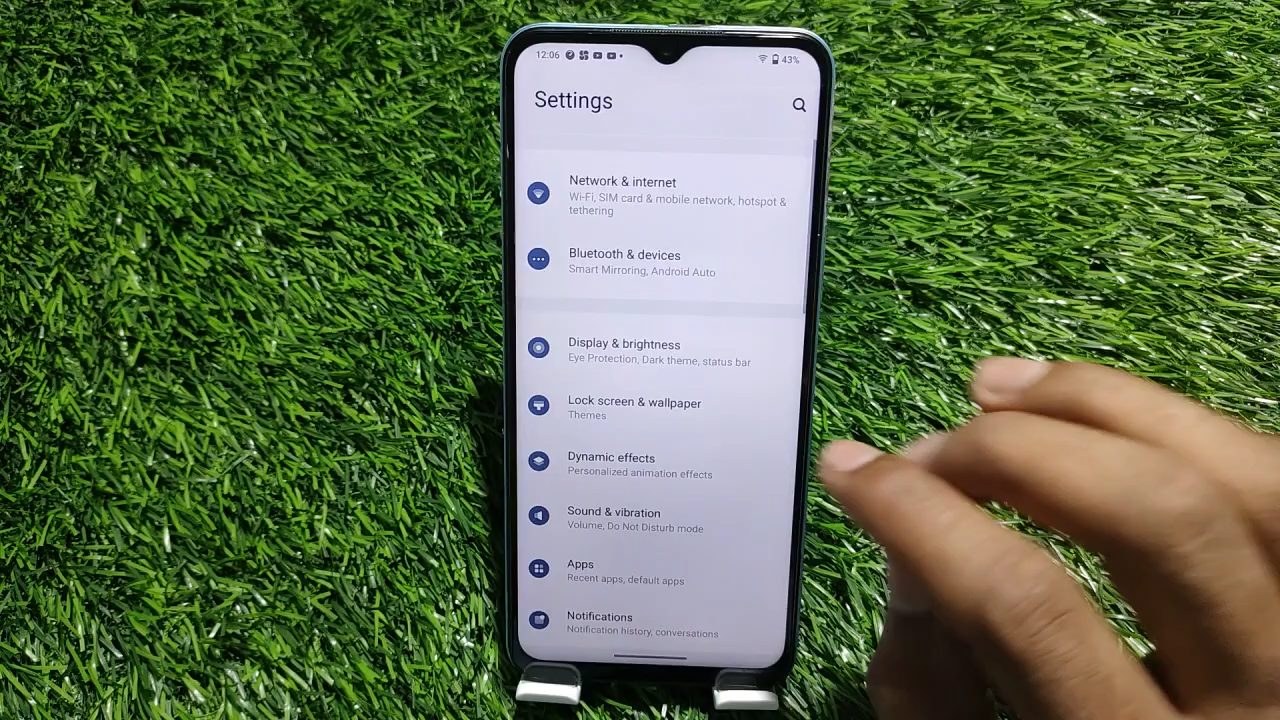 12:06
43%
Settings
Network & internet
Wi-Fi, SIM card & mobile network, hotspot &
tethering
Bluetooth & devices
Smart Mirroring, Android Auto
Display & brightness
Eye Protection, Dark theme, status bar
Lock screen & wallpaper
Themes
Dynamic effects
Personalized animation effects
Sound & vibration
Volume, Do Not Disturb mode
Apps
Recent apps, default apps
Notifications
Notification history, conversations